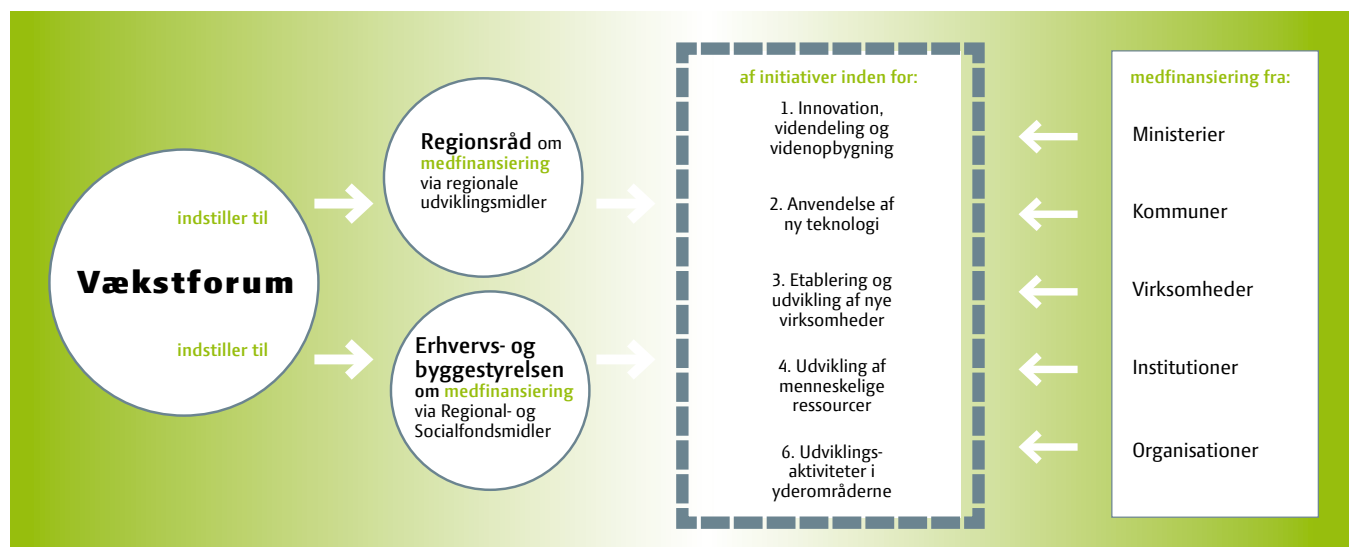 indstiller til
Vækstforum
indstiller til
Regionsråd om
medfinansiering
via regionale
udviklingsmidler
Erhvervs- og
byggestyrelsen
om medfinansiering
via Regional- og
Socialfondsmidler
af initiativer inden for:
1. Innovation,
videndeling og
videnopbygning
2. Anvendelse af
ny teknologi
3. Etablering og
udvikling af nye
virksomheder
4. Udvikling af
menneskelige
ressourcer
6. Udviklings-
aktiviteter i
yderområderne
medfinansiering fra:
Ministerier
Kommuner
Virksomheder
Institutioner
Organisationer